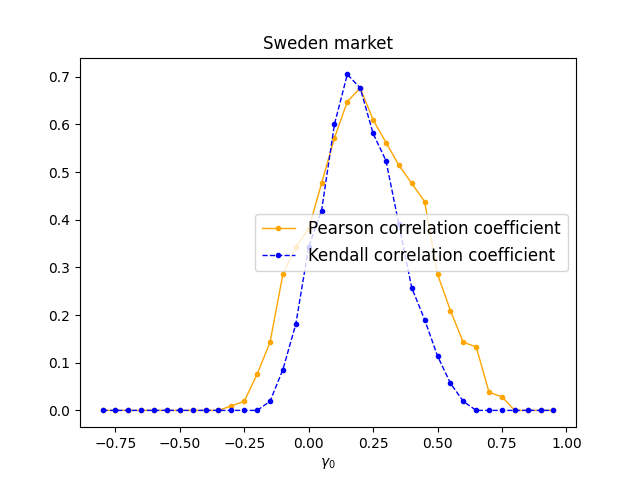 Sweden market
0.7
0.6
0.5
0.4
0.3
0.2
0.1
0.0
Pearson correlation coefficient
Kendall correlation coefficient
−0.75 −0.50 −0.25 0.00 0.25 0.50 0.75 1.00
γ₀